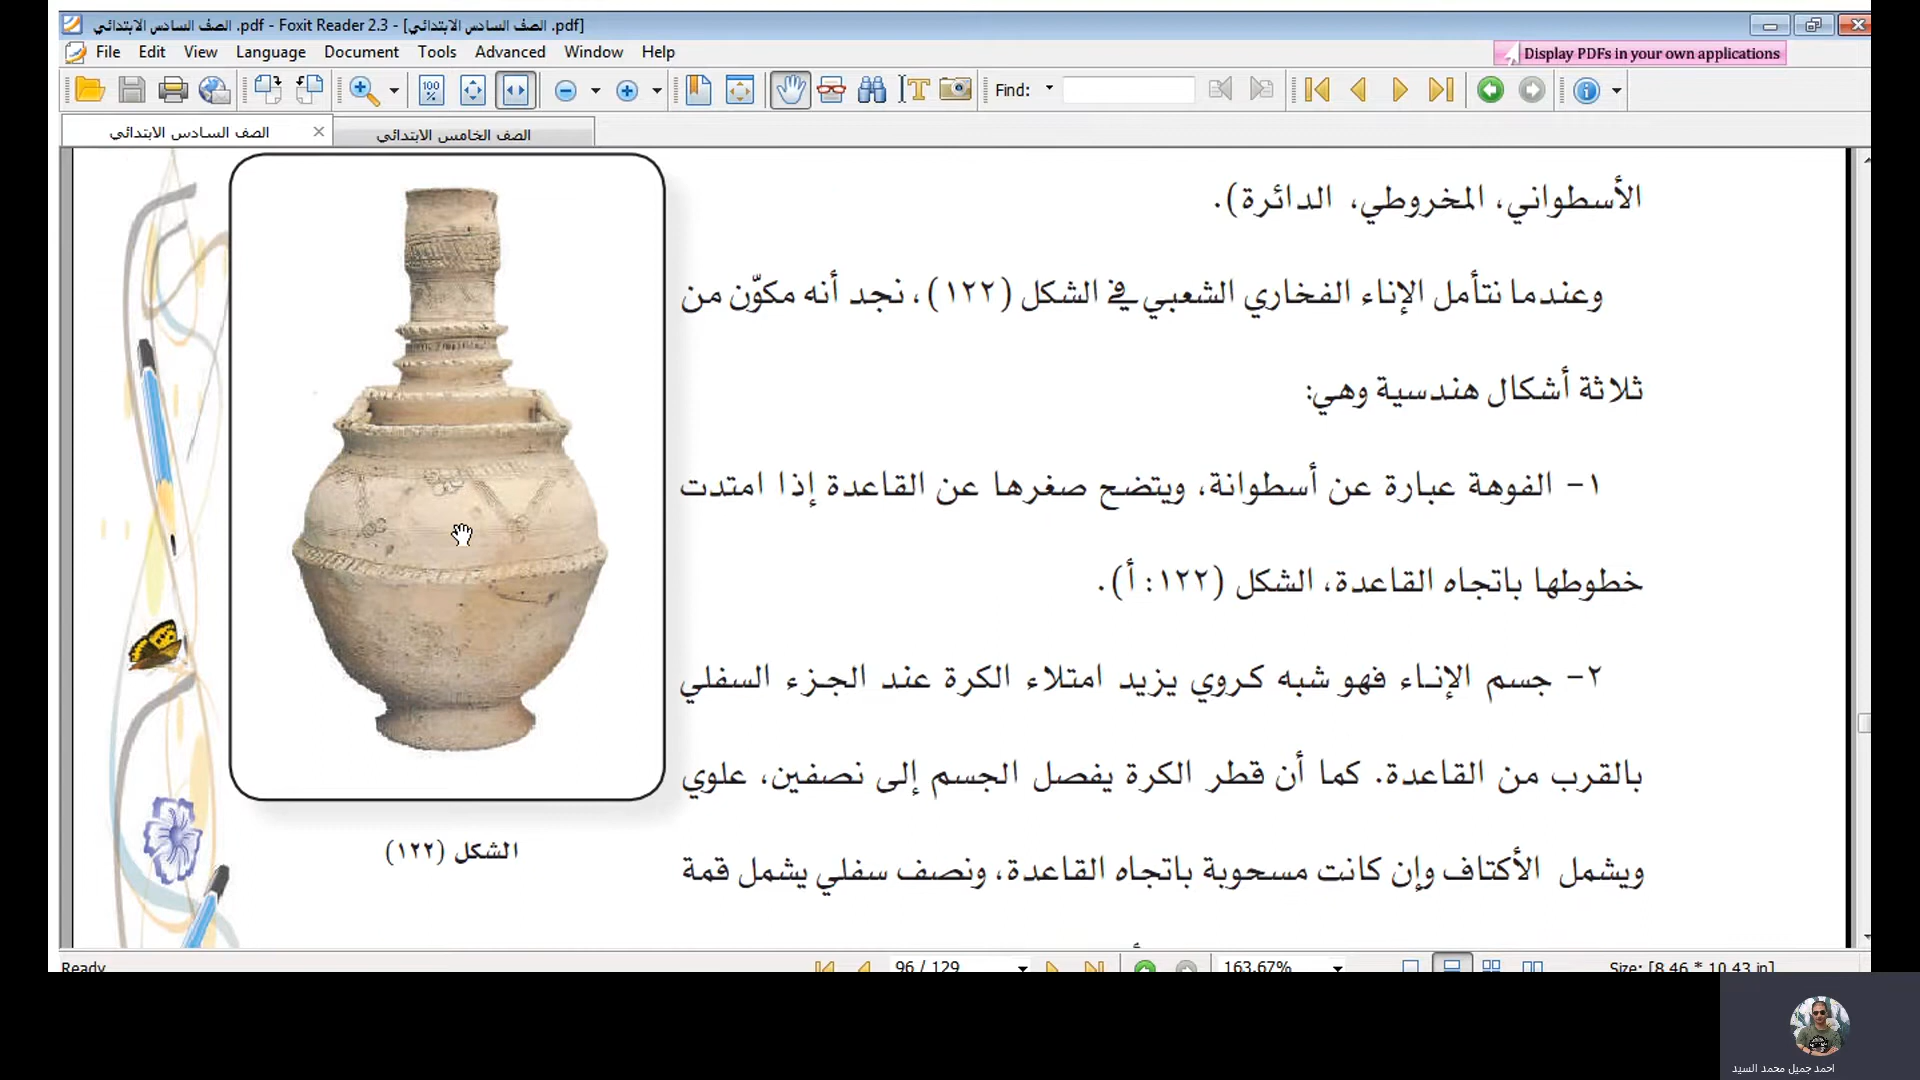 الصف السادس الابتدائي .pdf - Foxit Reader 2.3 - [الصف السادس الابتدائي .pdf]
File Edit View Language Document Tools Advanced Window Help
Display PDFs in your own applications
100 %
T
Find:
الصف السادس الابتدائي
الصف الخامس الابتدائي
الأسطواني، المخروطي، الدائرة).
وعندما نتأمل الإناء الفخاري الشعبي في الشكل (١٢٢)، نجد أنه مكوّن من
ثلاثة أشكال هندسية وهي:
١- الفوهة عبارة عن أسطوانة، ويتضح صغرها عن القاعدة إذا امتدت
خطوطها باتجاه القاعدة، الشكل (١٢٢: أ).
٢- جسم الإناء فهو شبه كروي يزيد امتلاء الكرة عند الجزء السفلي
بالقرب من القاعدة. كما أن قطر الكرة يفصل الجسم إلى نصفين، علوي
ويشمل الأكتاف وإن كانت مسحوبة باتجاه القاعدة، ونصف سفلي يشمل قمة
الشكل (١٢٢)
Ready
96 / 129
163.67%
Size: [8.46 * 10.43 in]
احمد جميل محمد السيد